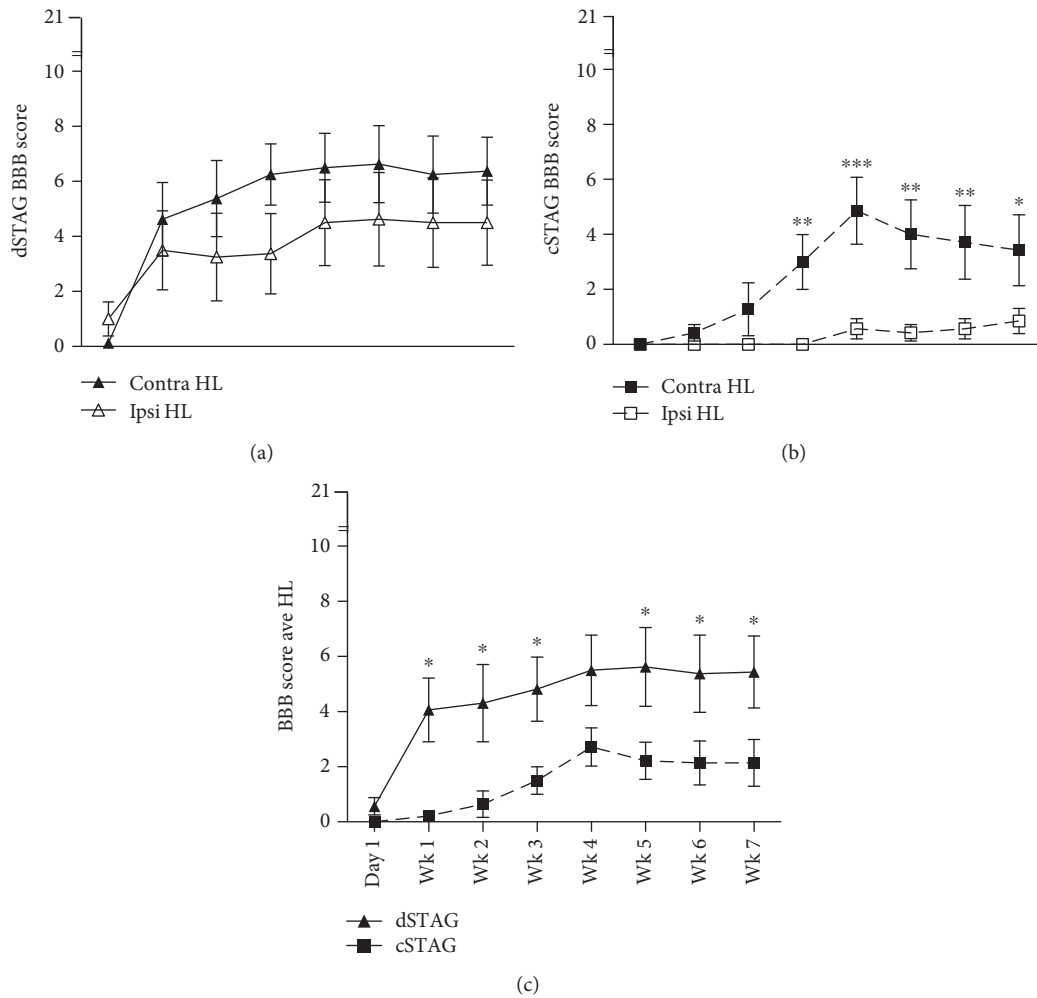 21
10
8
6
4
2
0
dSTAG BBB score
Contra HL
Ipsi HL
(a)
21
10
8
6
4
2
0
cSTAG BBB score
**
***
**
**
*
Contra HL
Ipsi HL
(b)
21
10
8
6
4
2
0
BBB score ave HL
*
*
*
*
*
*
Day 1
Wk 1
Wk 2
Wk 3
Wk 4
Wk 5
Wk 6
Wk 7
dSTAG
cSTAG
(c)